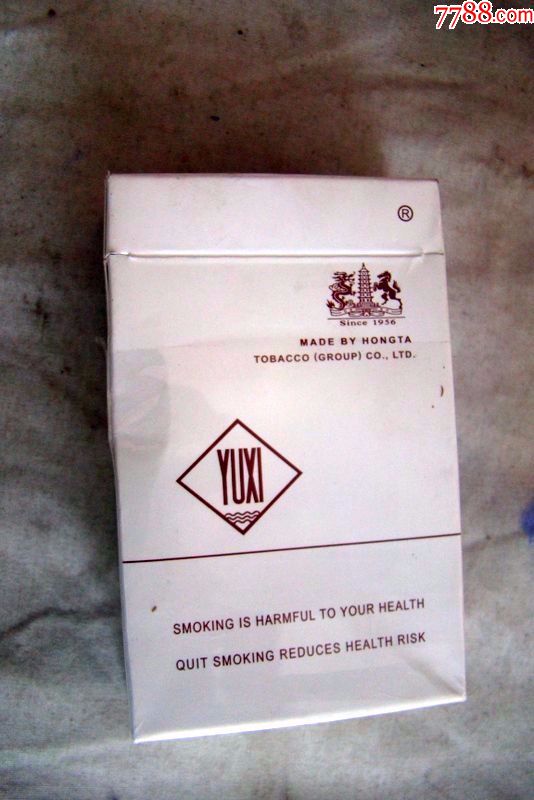 7788.com
®
Since 1956
MADE BY HONGTA
TOBACCO (GROUP) CO., LTD.
YUXI
SMOKING IS HARMFUL TO YOUR HEALTH
QUIT SMOKING REDUCES HEALTH RISK